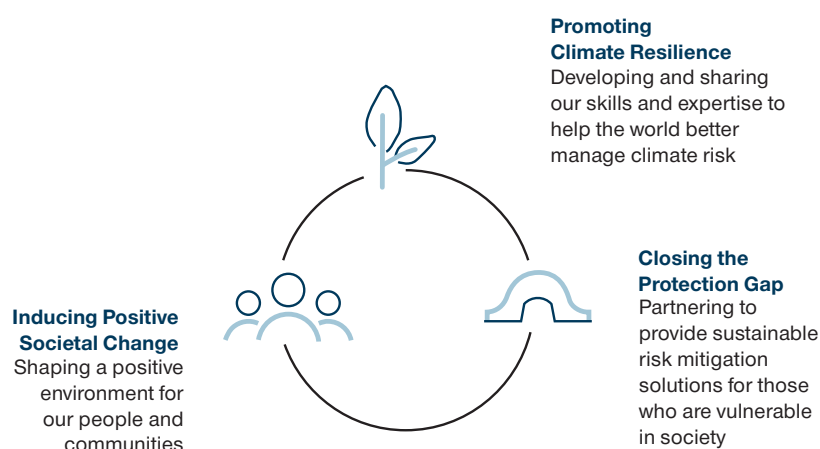 Promoting
Climate Resilience
Developing and sharing
our skills and expertise to
help the world better
manage climate risk
Closing the
Protection Gap
Partnering to
provide sustainable
risk mitigation
solutions for those
who are vulnerable
in society
Inducing Positive
Societal Change
Shaping a positive
environment for
our people and
communities